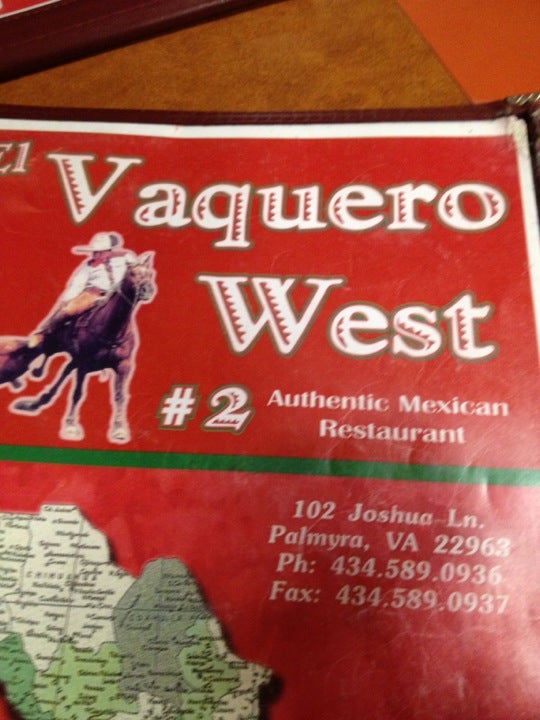 El Vaquero
West
#2 Authentic Mexican
Restaurant
102 Joshua Ln.
Palmyra, VA 22963
Ph: 434.589.0936
Fax: 434.589.0937